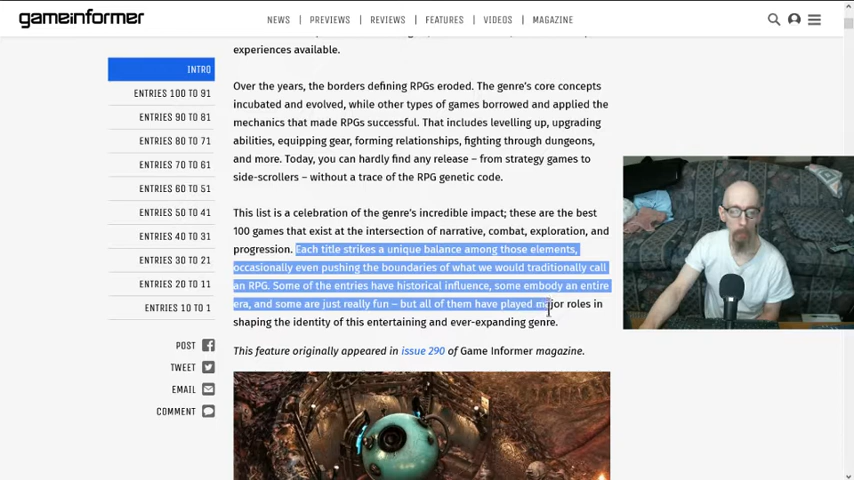 gameinformer
NEWS
PREVIEWS
REVIEWS
FEATURES
VIDEOS
MAGAZINE
experiences available.
INTRO
ENTRIES 100 TO 91
ENTRIES 90 TO 81
ENTRIES 80 TO 71
ENTRIES 70 TO 61
ENTRIES 60 TO 51
ENTRIES 50 TO 41
ENTRIES 40 TO 31
ENTRIES 30 TO 21
ENTRIES 20 TO 11
ENTRIES 10 TO 1
POST
TWEET
EMAIL
COMMENT
Over the years, the borders defining RPGs eroded. The genre's core concepts
incubated and evolved, while other types of games borrowed and applied the
mechanics that made RPGs successful. That includes levelling up, upgrading
abilities, equipping gear, forming relationships, fighting through dungeons,
and more. Today, you can hardly find any release – from strategy games to
side-scrollers – without a trace of the RPG genetic code.
This list is a celebration of the genre's incredible impact; these are the best
100 games that exist at the intersection of narrative, combat, exploration, and
progression. Each title strikes a unique balance among those elements,
occasionally even pushing the boundaries of what we would traditionally call
an RPG. Some of the entries have historical influence, some embody an entire
era, and some are just really fun – but all of them have played major roles in
shaping the identity of this entertaining and ever-expanding genre.
This feature originally appeared in issue 290 of Game Informer magazine.